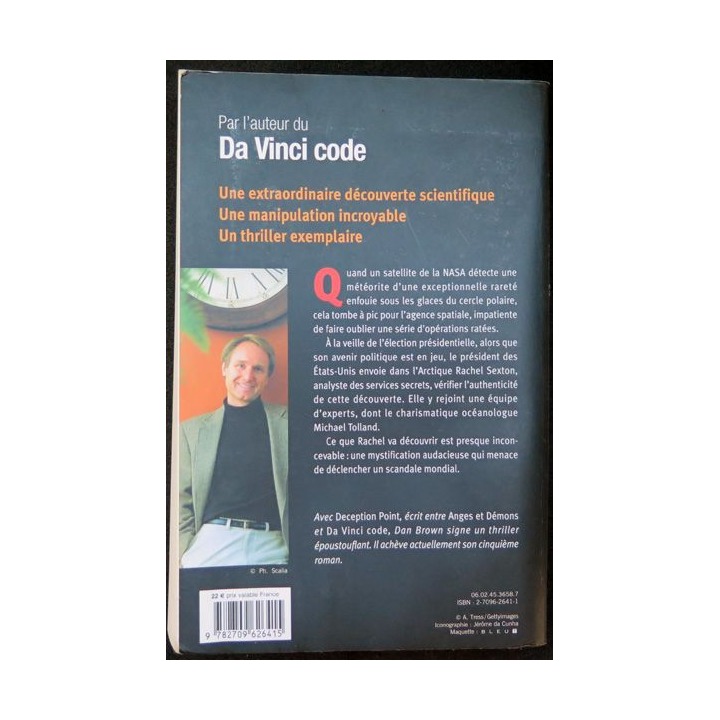 Par l'auteur du
Da Vinci code
Une extraordinaire découverte scientifique
Une manipulation incroyable
Un thriller exemplaire
Quand un satellite de la NASA détecte une
météorite d'une exceptionnelle rareté
enfouie sous les glaces du cercle polaire,
cela tombe à pic pour l'agence spatiale, impatiente
de faire oublier une série d'opérations ratées.
À la veille de l'élection présidentielle, alors que
son avenir politique est en jeu, le président des
États-Unis envoie dans l'Arctique Rachel Sexton,
analyste des services secrets, vérifier l'authenticité
de cette découverte. Elle y rejoint une équipe
d'experts, dont le charismatique océanologue
Michael Tolland.
Ce que Rachel va découvrir est presque incon-
cevable : une mystification audacieuse qui menace
de déclencher un scandale mondial.
Avec Deception Point, écrit entre Anges et Démons
et Da Vinci code, Dan Brown signe un thriller
époustouflant. Il achève actuellement son cinquième
roman.
© Ph. Scalia
22 € prix valable France
9 782709 626415
06.02.45.3658.7
ISBN : 2-7096-2641-1
© A. Tress/Gettyimages
Iconographie : Jérôme da Cunha
Maquette : BLEUT